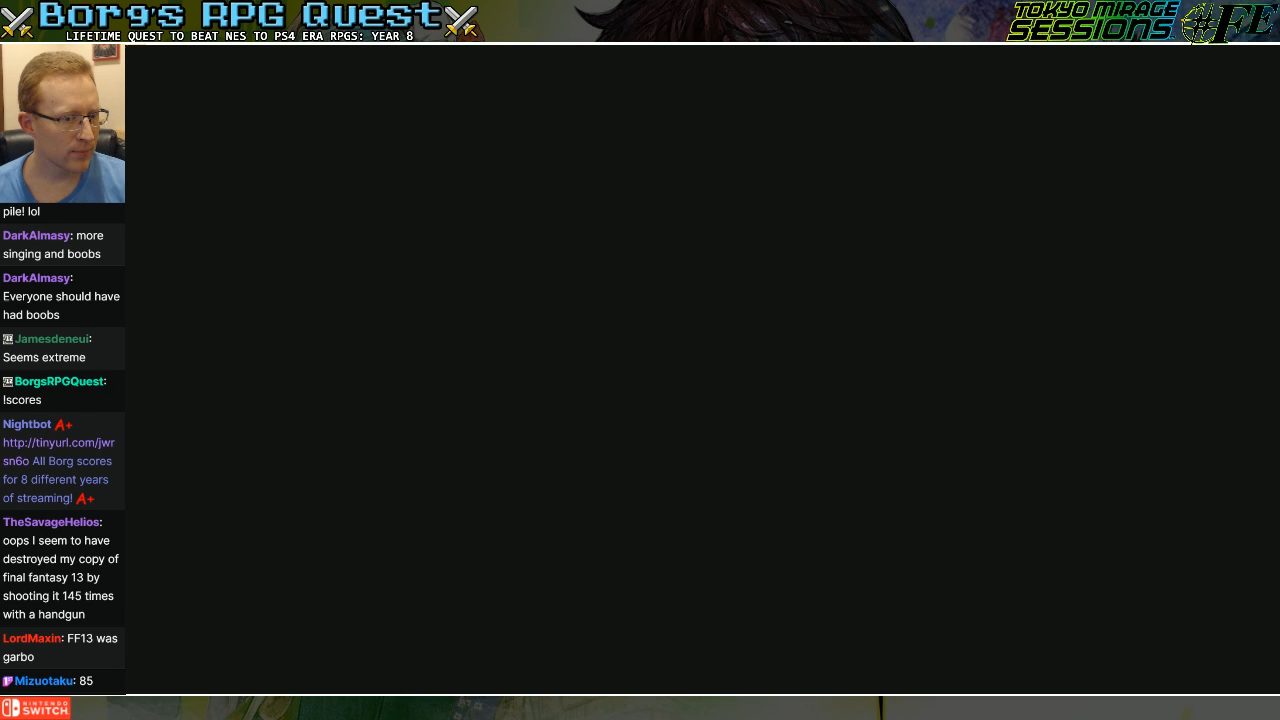 Borg's RPG Quest
LIFETIME QUEST TO BEAT NES TO PS4 ERA RPGS: YEAR 8
TOKYO MIRAGE
SESSIONS #FE
pile! lol
DarkAlmasy: more
singing and boobs
DarkAlmasy:
Everyone should have
had boobs
Jamesdeneui:
Seems extreme
BorgsRPGQuest:
!scores
Nightbot A+
http://tinyurl.com/jwr
sn6o All Borg scores
for 8 different years
of streaming! A+
TheSavageHelios:
oops I seem to have
destroyed my copy of
final fantasy 13 by
shooting it 145 times
with a handgun
LordMaxin: FF13 was
garbo
Mizuotaku: 85
NINTENDO
SWITCH